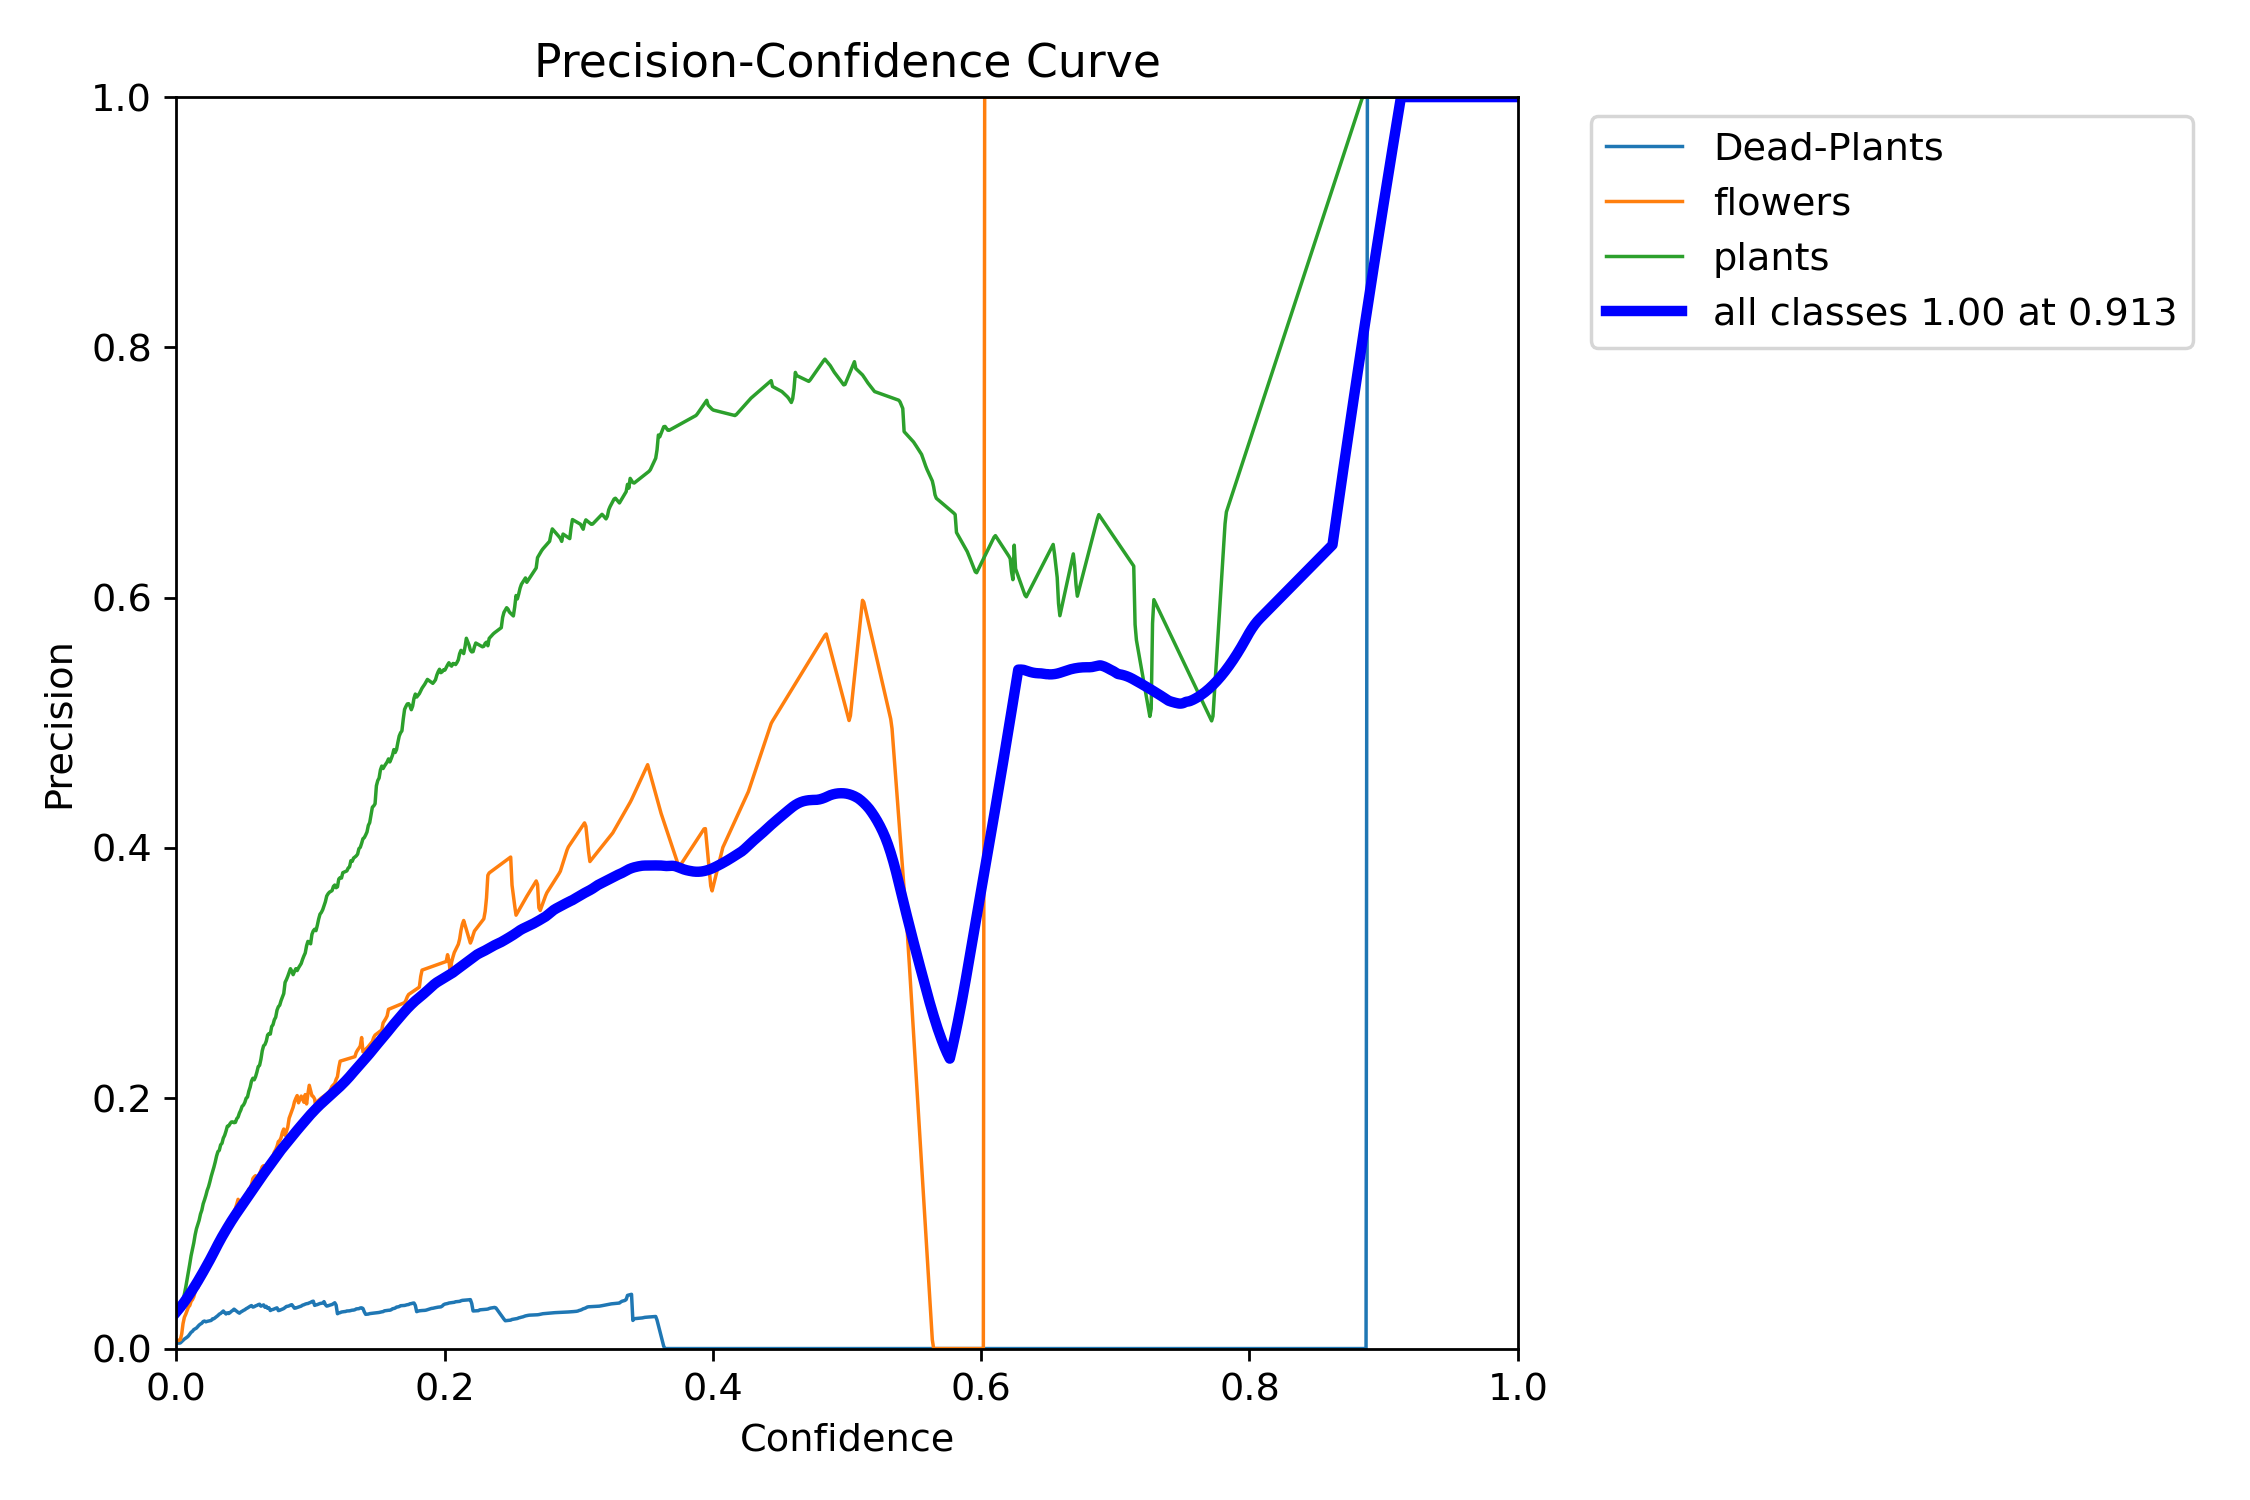 Precision-Confidence Curve
1.0
0.8
0.6
0.4
0.2
0.0
Precision
0.0 0.2 0.4 0.6 0.8 1.0
Confidence
Dead-Plants
flowers
plants
all classes 1.00 at 0.913